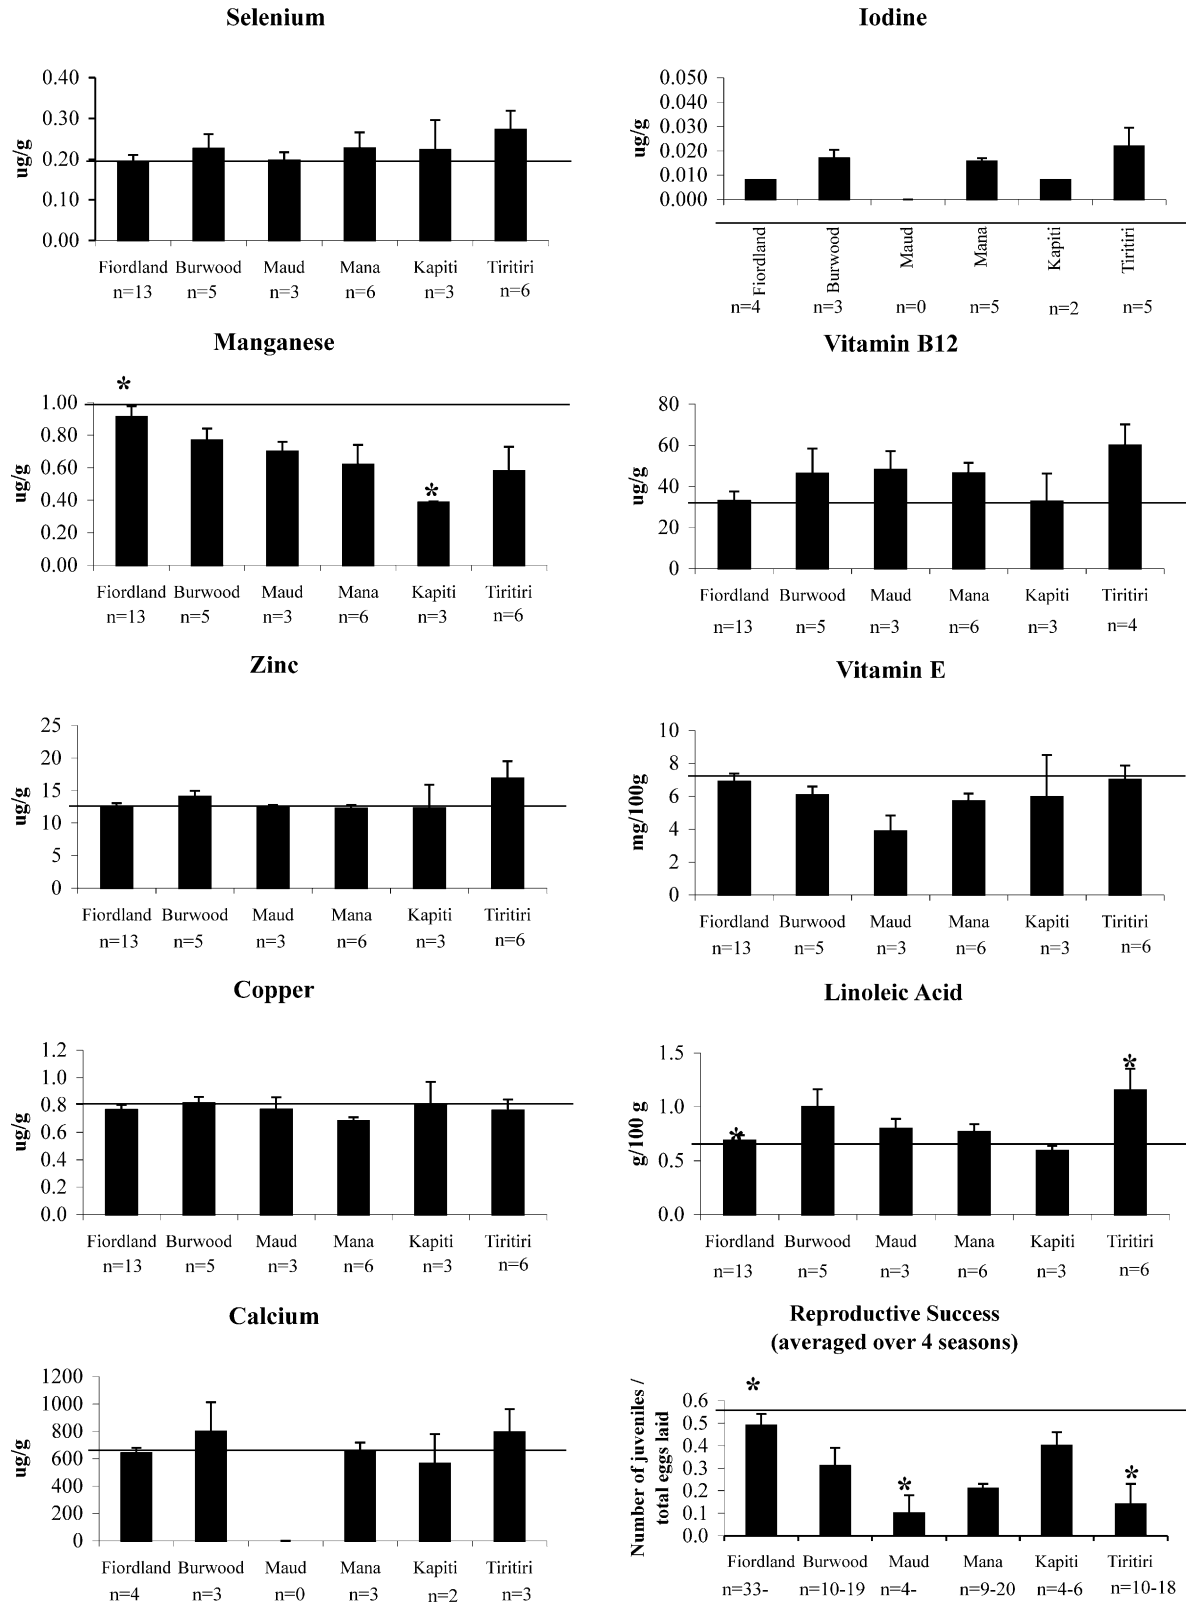 Selenium
ug/g
0.40
0.30
0.20
0.10
0.00
Fiordland Burwood Maud Mana Kapiti Tiritiri
n=13 n=5 n=3 n=6 n=3 n=6
Iodine
ug/g
0.050
0.040
0.030
0.020
0.010
0.000
Fiordland Burwood Maud Mana Kapiti Tiritiri
n=4 n=3 n=0 n=5 n=2 n=5
Manganese
ug/g
*
1.00
0.80
0.60
*
0.40
0.20
0.00
Fiordland Burwood Maud Mana Kapiti Tiritiri
n=13 n=5 n=3 n=6 n=3 n=6
Vitamin B12
ug/g
80
60
40
20
0
Fiordland Burwood Maud Mana Kapiti Tiritiri
n=13 n=5 n=3 n=6 n=3 n=4
Zinc
ug/g
25
20
15
10
5
0
Fiordland Burwood Maud Mana Kapiti Tiritiri
n=13 n=5 n=3 n=6 n=3 n=6
Vitamin E
mg/100g
10
8
6
4
2
0
Fiordland Burwood Maud Mana Kapiti Tiritiri
n=13 n=5 n=3 n=6 n=3 n=6
Copper
ug/g
1.2
1.0
0.8
0.6
0.4
0.2
0.0
Fiordland Burwood Maud Mana Kapiti Tiritiri
n=13 n=5 n=3 n=6 n=3 n=6
Linoleic Acid
g/100 g
1.5
*
1.0
*
0.5
0.0
Fiordland Burwood Maud Mana Kapiti Tiritiri
n=13 n=5 n=3 n=6 n=3 n=6
Calcium
ug/g
1200
1000
800
600
400
200
0
Fiordland Burwood Maud Mana Kapiti Tiritiri
n=4 n=3 n=0 n=3 n=2 n=3
Reproductive Success
(averaged over 4 seasons)
Number of juveniles /
total eggs laid
*
0.6
0.5
0.4
0.3
* *
0.2
0.1
0.0
Fiordland Burwood Maud Mana Kapiti Tiritiri
n=33- n=10-19 n=4- n=9-20 n=4-6 n=10-18